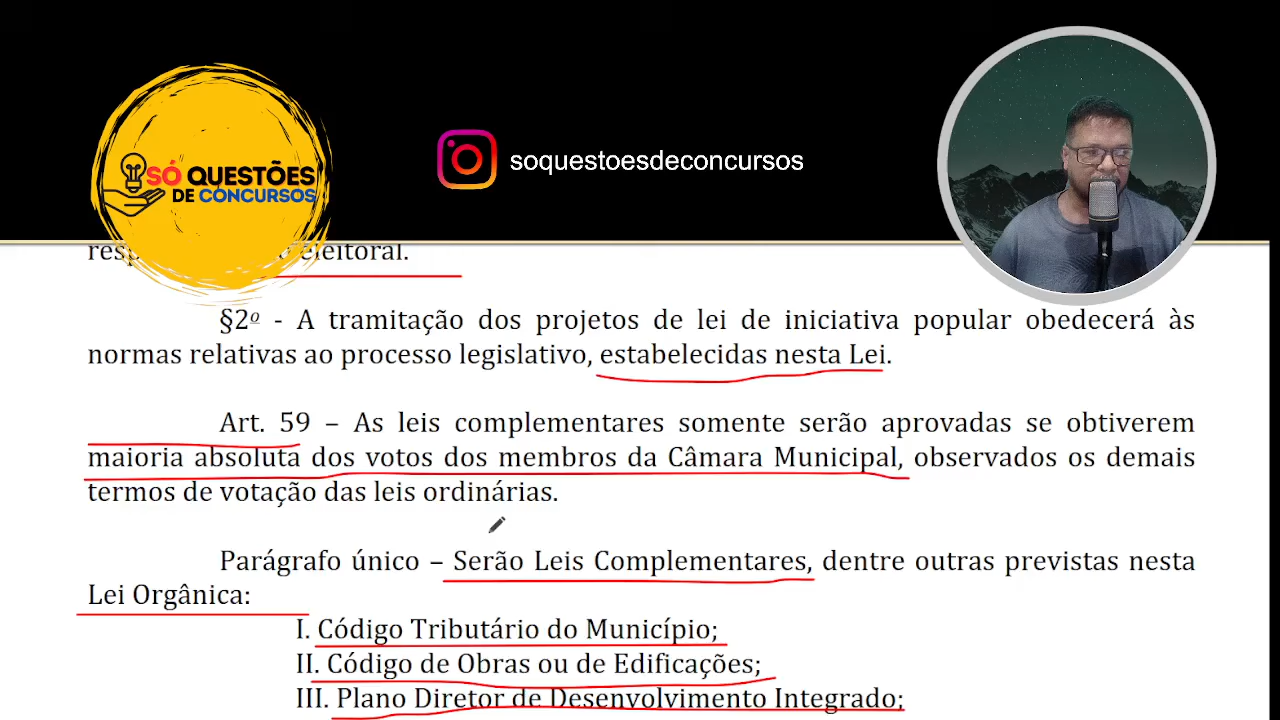 SÓ QUESTÕES
DE CONCURSOS
soquestoesdeconcursos
eleitoral.
§2º - A tramitação dos projetos de lei de iniciativa popular obedecerá às
normas relativas ao processo legislativo, estabelecidas nesta Lei.
Art. 59 – As leis complementares somente serão aprovadas se obtiverem
maioria absoluta dos votos dos membros da Câmara Municipal, observados os demais
termos de votação das leis ordinárias.
Parágrafo único – Serão Leis Complementares, dentre outras previstas nesta
Lei Orgânica:
I. Código Tributário do Município;
II. Código de Obras ou de Edificações;
III. Plano Diretor de Desenvolvimento Integrado;